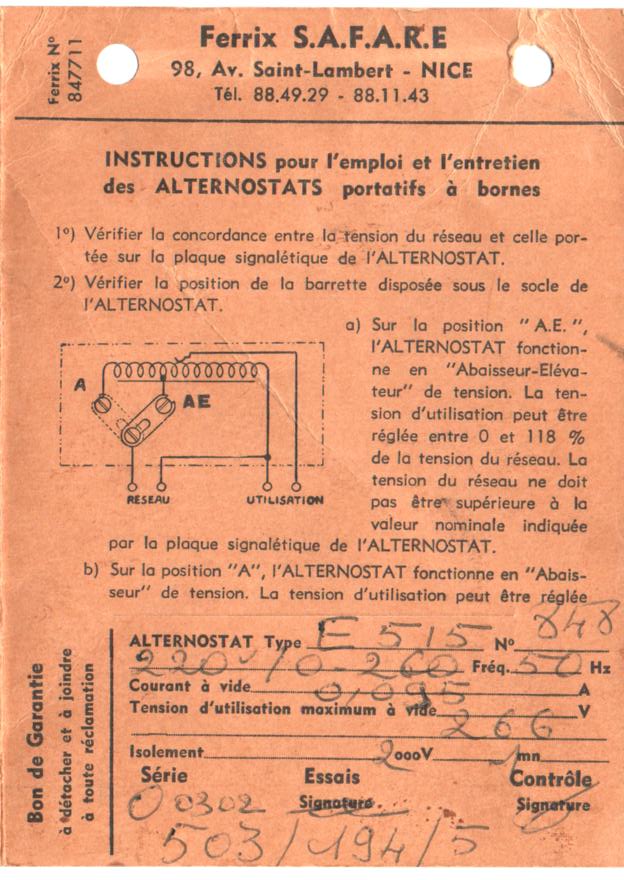 Ferrix N°
847711
Ferrix S.A.F.A.R.E
98, Av. Saint-Lambert - NICE
Tél. 88.49.29 - 88.11.43
INSTRUCTIONS pour l'emploi et l'entretien
des ALTERNOSTATS portatifs à bornes
1°) Vérifier la concordance entre la tension du réseau et celle por-
tée sur la plaque signalétique de l'ALTERNOSTAT.
2°) Vérifier la position de la barrette disposée sous le socle de
l'ALTERNOSTAT.
A
AE
RESEAU
UTILISATION
a) Sur la position "A.E.",
l'ALTERNOSTAT fonction-
ne en "Abaisseur-Eléva-
teur" de tension. La ten-
sion d'utilisation peut être
réglée entre 0 et 118 %
de la tension du réseau. La
tension du réseau ne doit
pas être supérieure à la
valeur nominale indiquée
par la plaque signalétique de l'ALTERNOSTAT.
b) Sur la position "A", l'ALTERNOSTAT fonctionne en "Abais-
seur" de tension. La tension d'utilisation peut être réglée
Bon de Garantie
à détacher et à joindre
à toute réclamation
ALTERNOSTAT Type E 515 N° 848
220 / 0-260 Fréq. 50 Hz
Courant à vide 0,095 A
Tension d'utilisation maximum à vide 266 V
Isolement 2000V 1 mn
Série Essais Contrôle
00302 Signature Signature
503/194/5